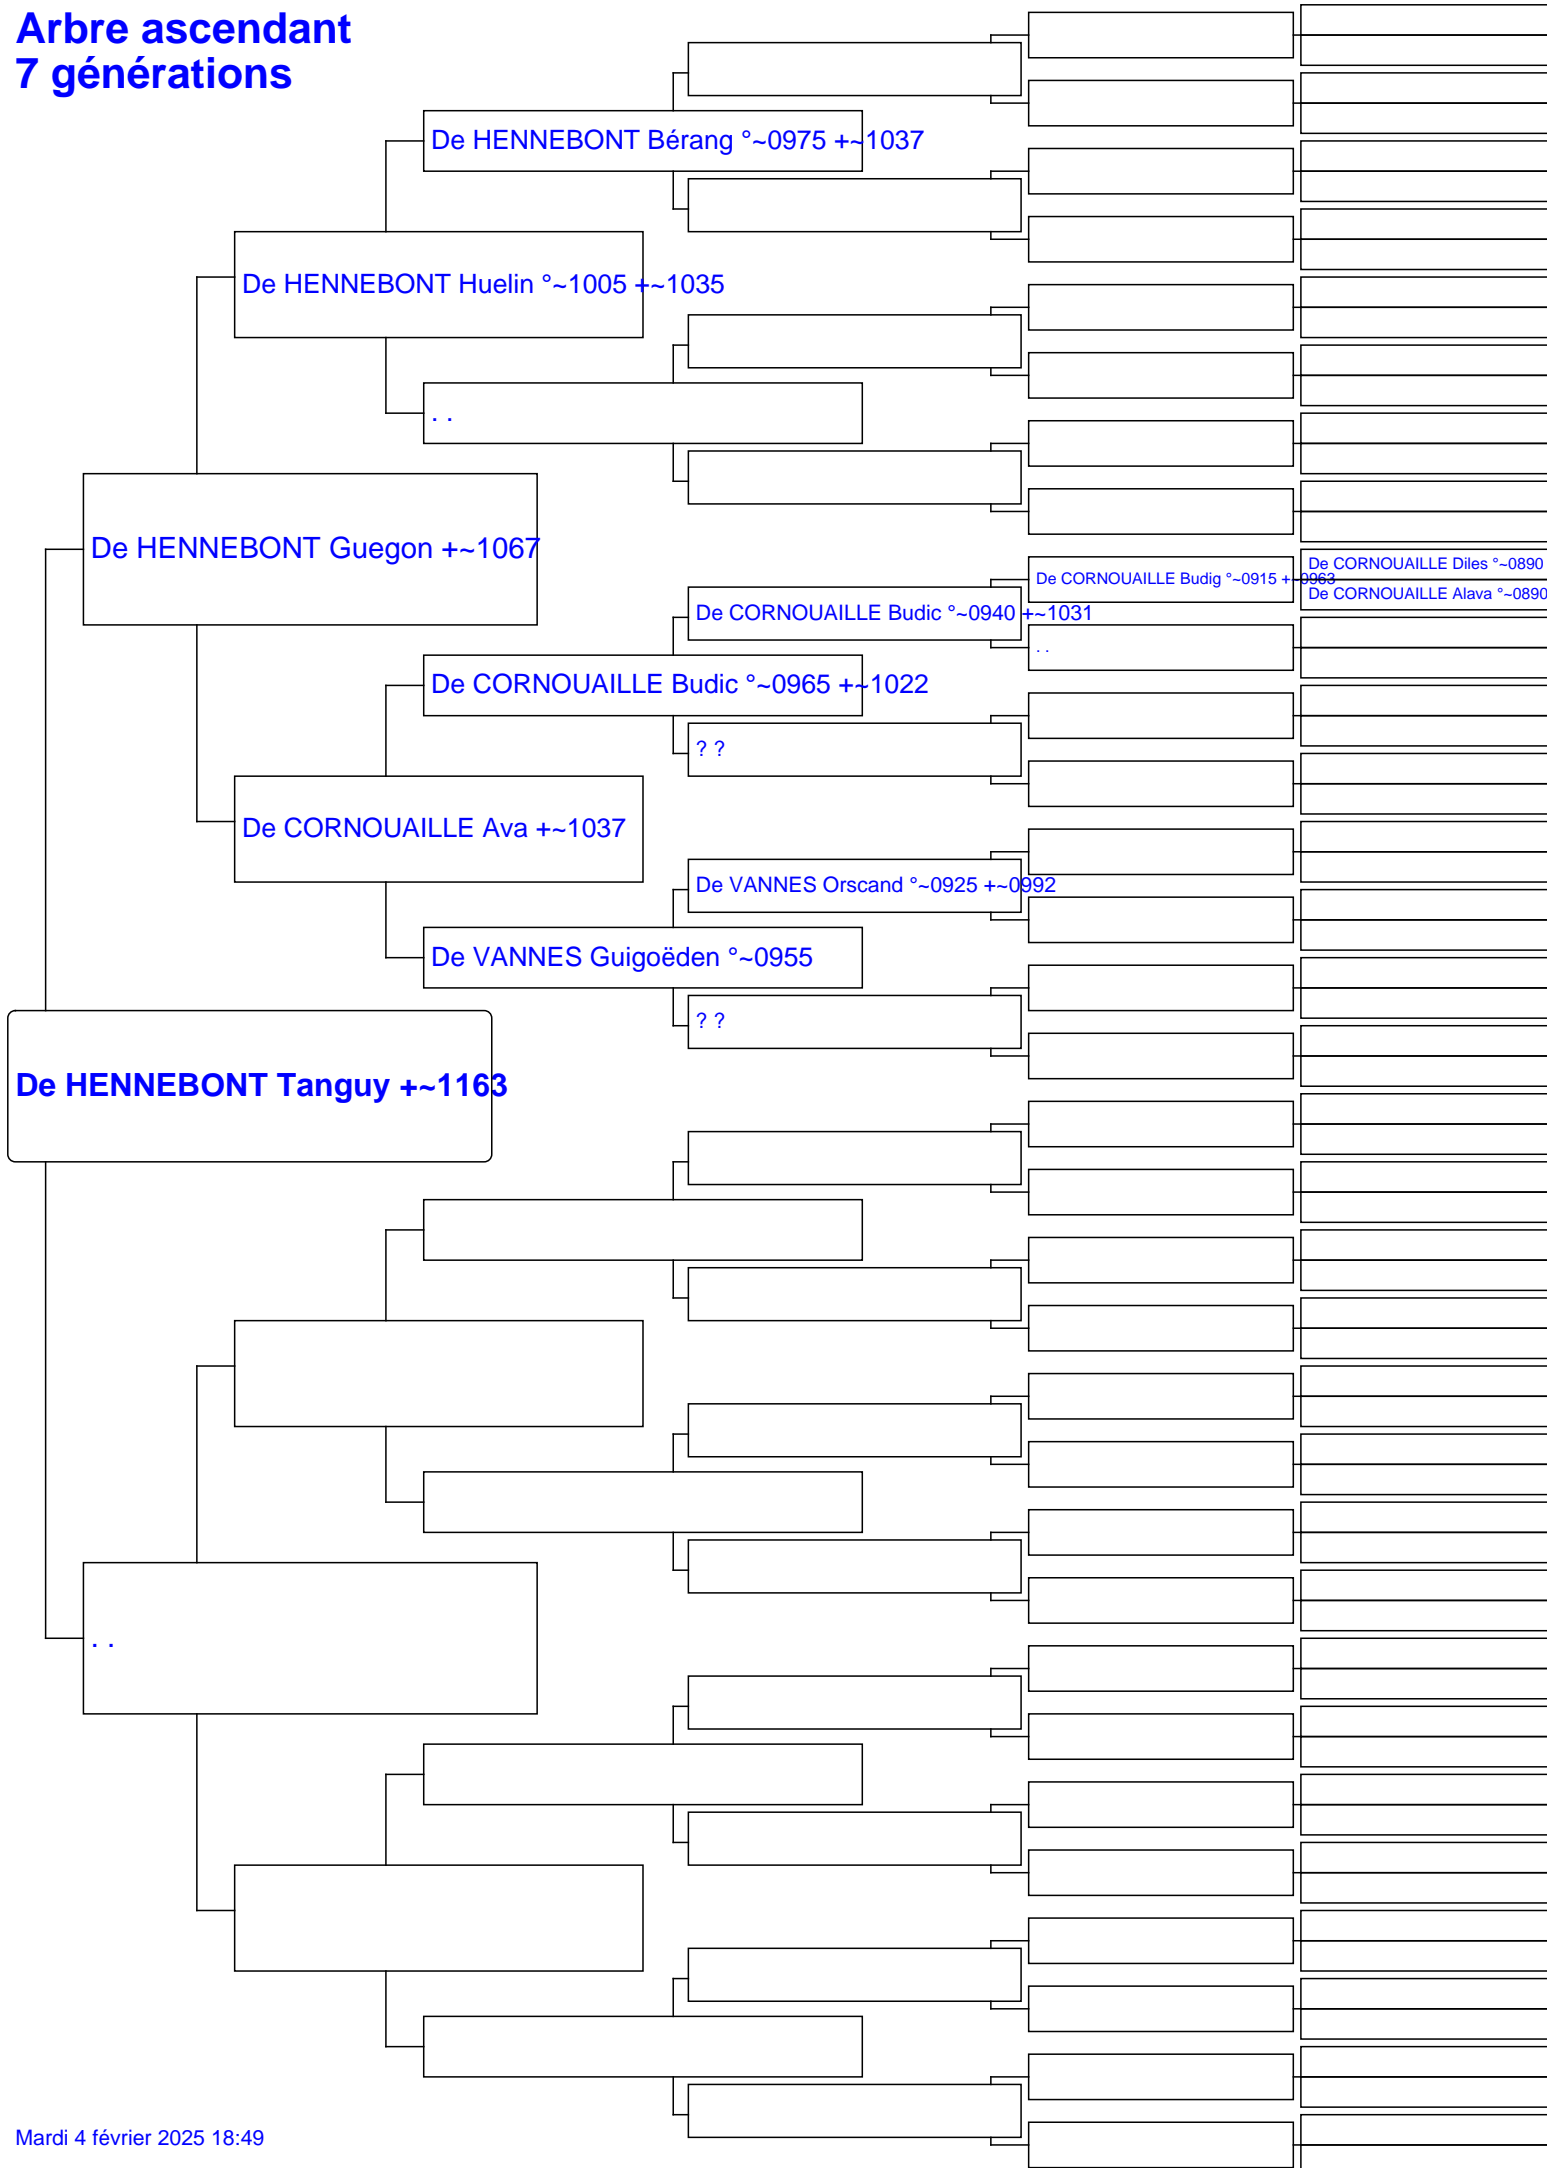 Arbre ascendant
7 générations
De HENNEBONT Bérang °~0975 +~1037
De HENNEBONT Huelin °~1005 +~1035
. .
De HENNEBONT Guegon +~1067
De CORNOUAILLE Diles °~0890
De CORNOUAILLE Budig °~0915 +~0963
De CORNOUAILLE Alava °~0890
De CORNOUAILLE Budic °~0940 +~1031
. .
De CORNOUAILLE Budic °~0965 +~1022
? ?
De CORNOUAILLE Ava +~1037
De VANNES Orscand °~0925 +~0992
De VANNES Guigoëden °~0955
? ?
De HENNEBONT Tanguy +~1163
. .
Mardi 4 février 2025 18:49